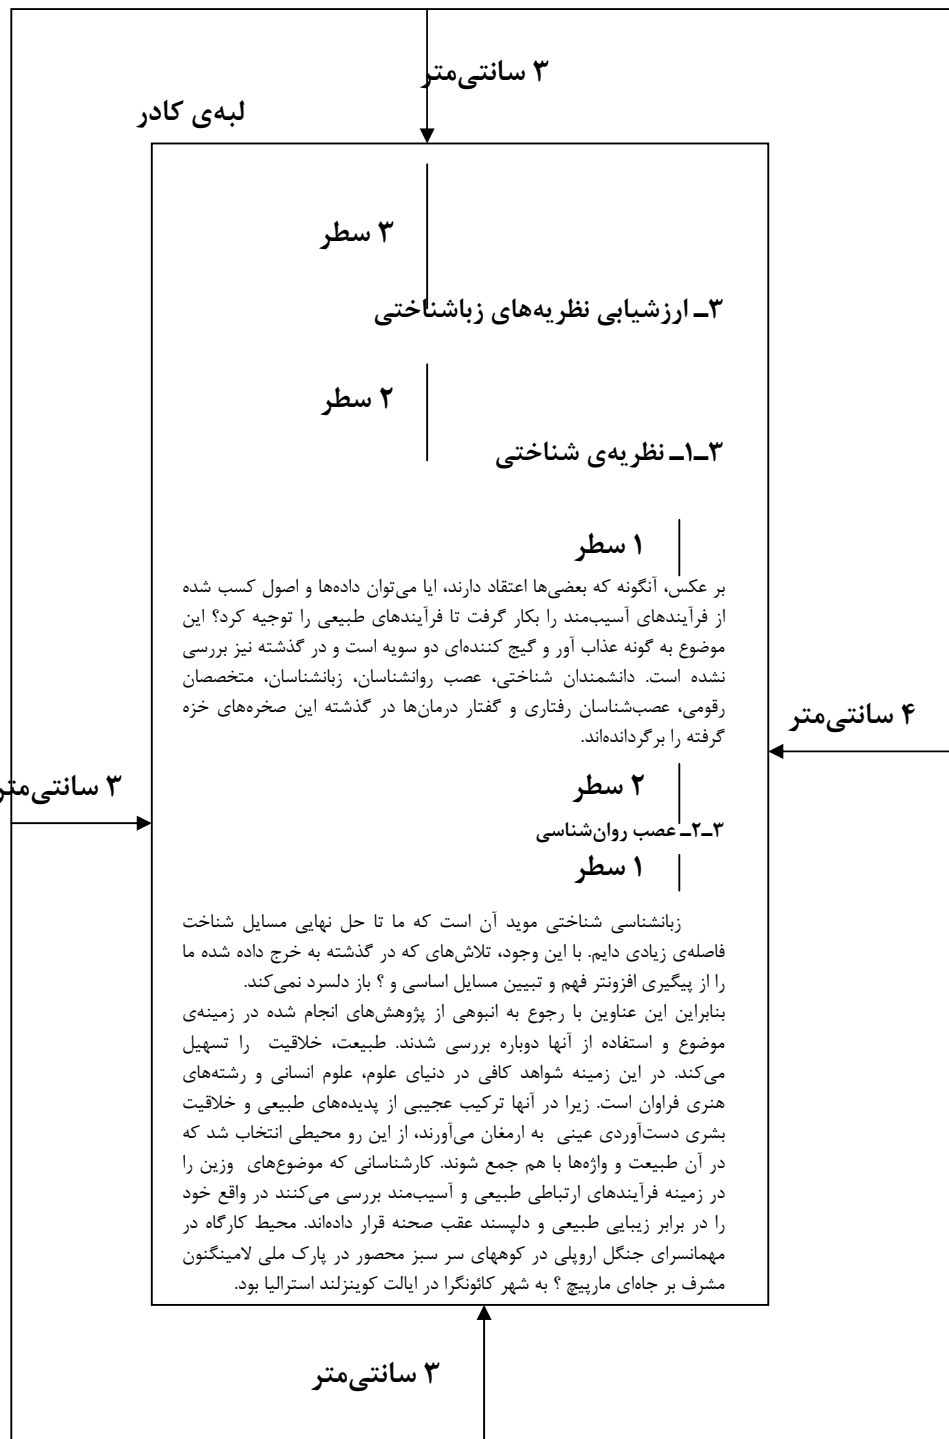 ۳ سانتی‌متر
لبه‌ی کادر
۳ سطر
۳ـ ارزشیابی نظریه‌های زباشناختی
۲ سطر
۳ـ۱ـ نظریه‌ی شناختی
۱ سطر
بر عکس، آنگونه که بعضی‌ها اعتقاد دارند، ایا می‌توان داده‌ها و اصول کسب شده
از فرآیندهای آسیب‌مند را بکار گرفت تا فرآیندهای طبیعی را توجیه کرد؟ این
موضوع به گونه عذاب آور و گیج کننده‌ای دو سویه است و در گذشته نیز بررسی
نشده است. دانشمندان شناختی، عصب روانشناسان، زبانشناسان، متخصصان
رقومی، عصب‌شناسان رفتاری و گفتار درمان‌ها در گذشته این صخره‌های خزه
گرفته را برگردانده‌اند.
۴ سانتی‌متر
۲ سطر
۳ سانتی‌متر
۳ـ۲ـ عصب روان‌شناسی
۱ سطر
زبانشناسی شناختی موید آن است که ما تا حل نهایی مسایل شناخت
فاصله‌ی زیادی دایم. با این وجود، تلاش‌های که در گذشته به خرج داده شده ما
را از پیگیری افزونتر فهم و تبیین مسایل اساسی و ؟ باز دلسرد نمی‌کند.
بنابراین این عناوین با رجوع به انبوهی از پژوهش‌های انجام شده در زمینه‌ی
موضوع و استفاده از آنها دوباره بررسی شدند. طبیعت، خلاقیت را تسهیل
می‌کند. در این زمینه شواهد کافی در دنیای علوم، علوم انسانی و رشته‌های
هنری فراوان است. زیرا در آنها ترکیب عجیبی از پدیده‌های طبیعی و خلاقیت
بشری دست‌آوردی عینی به ارمغان می‌آورند، از این رو محیطی انتخاب شد که
در آن طبیعت و واژه‌ها با هم جمع شوند. کارشناسانی که موضوع‌های وزین را
در زمینه فرآیندهای ارتباطی طبیعی و آسیب‌مند بررسی می‌کنند در واقع خود
را در برابر زیبایی طبیعی و دلپسند عقب صحنه قرار داده‌اند. محیط کارگاه در
مهمانسرای جنگل اروپلی در کوههای سر سبز محصور در پارک ملی لامینگنون
مشرف بر جاه‌ای مارپیچ ؟ به شهر کائونگرا در ایالت کوینزلند استرالیا بود.
۳ سانتی‌متر